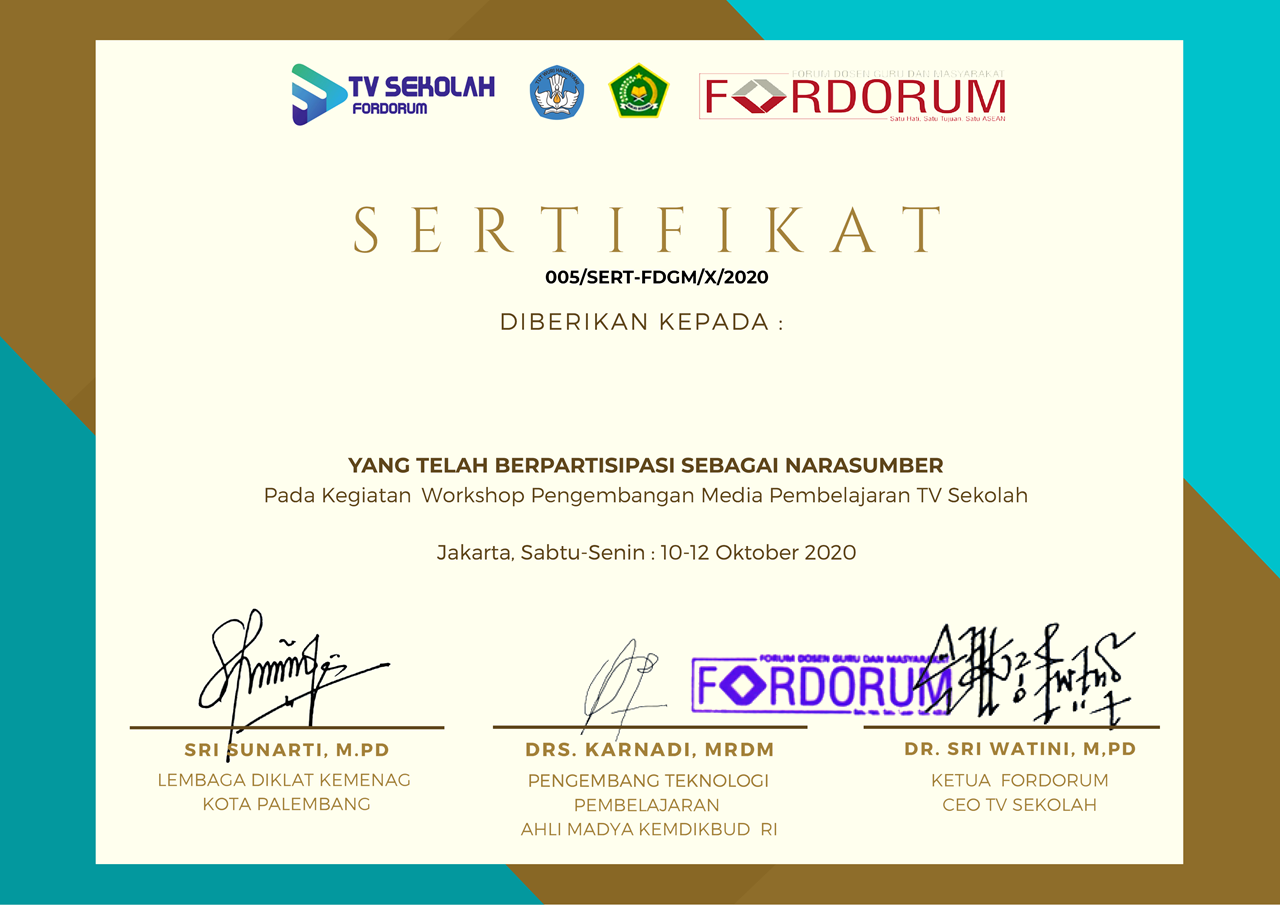 TV SEKOLAH
FORDORUM
FORUM DOSEN GURU DAN MASYARAKAT
FORDORUM
Satu Hati, Satu Tujuan, Satu ASEAN
SERTIFIKAT
005/SERT-FDGM/X/2020
DIBERIKAN KEPADA :
YANG TELAH BERPARTISIPASI SEBAGAI NARASUMBER
Pada Kegiatan Workshop Pengembangan Media Pembelajaran TV Sekolah
Jakarta, Sabtu-Senin : 10-12 Oktober 2020
FORUM DOSEN GURU DAN MASYARAKAT
FORDORUM
SRI SUNARTI, M.PD
LEMBAGA DIKLAT KEMENAG
KOTA PALEMBANG
DRS. KARNADI, MRDM
PENGEMBANG TEKNOLOGI
PEMBELAJARAN
AHLI MADYA KEMDIKBUD RI
DR. SRI WATINI, M,PD
KETUA FORDORUM
CEO TV SEKOLAH